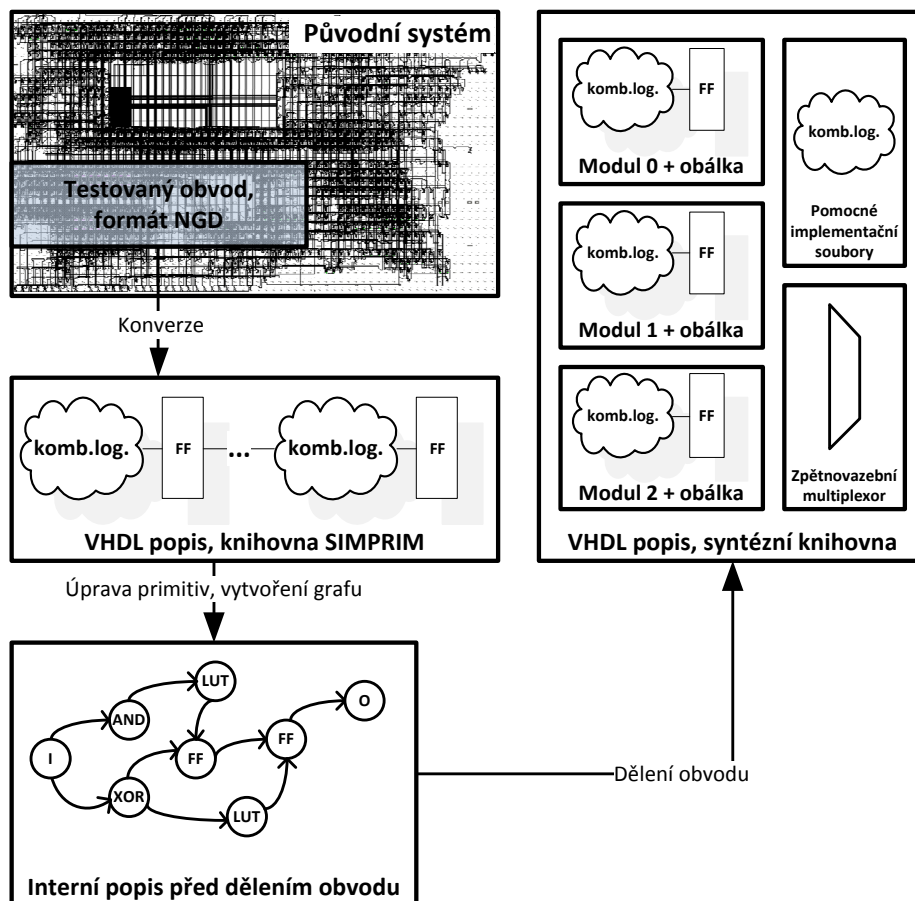 Původní systém
Testovaný obvod,
formát NGD
Konverze
komb.log.
FF
...
komb.log.
FF
VHDL popis, knihovna SIMPRIM
Úprava primitiv, vytvoření grafu
I
AND
LUT
XOR
FF
LUT
FF
O
Interní popis před dělením obvodu
Dělení obvodu
komb.log.
FF
Modul 0 + obálka
komb.log.
FF
Modul 1 + obálka
komb.log.
FF
Modul 2 + obálka
komb.log.
Pomocné
implementační
soubory
Zpětnovazební
multiplexor
VHDL popis, syntézní knihovna